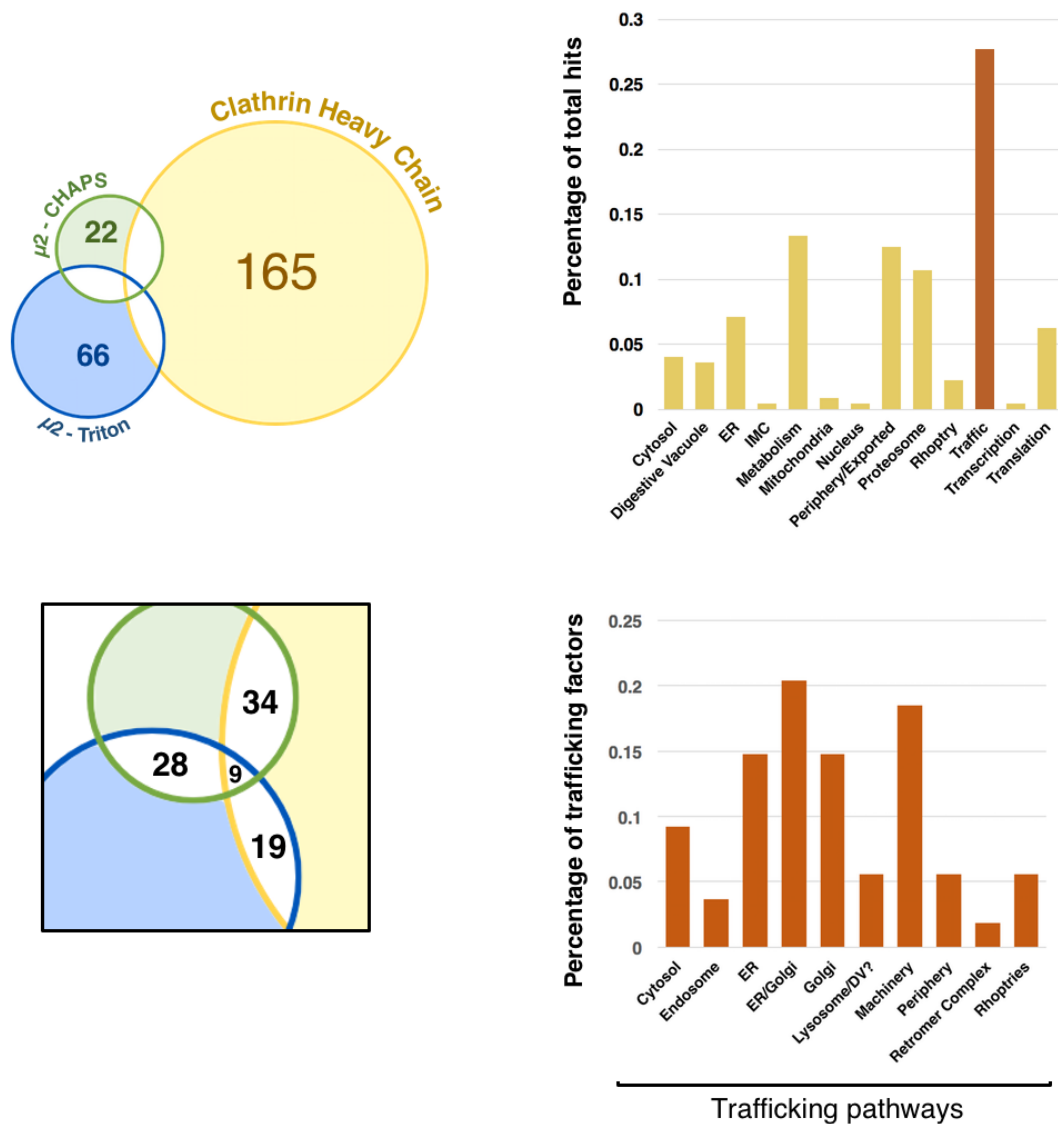 Clathrin Heavy Chain
μ2 - CHAPS
22
165
66
μ2 - Triton
Percentage of total hits
0.3
0.25
0.2
0.15
0.1
0.05
0
Cytosol
Digestive Vacuole
ER
IMC
Metabolism
Mitochondria
Nucleus
Periphery/Exported
Proteosome
Rhoptry
Traffic
Transcription
Translation
34
28
9
19
Percentage of trafficking factors
0.25
0.2
0.15
0.1
0.05
0
Cytosol
Endosome
ER
ER/Golgi
Golgi
Lysosome/DV?
Machinery
Periphery
Retromer Complex
Rhoptries
Trafficking pathways